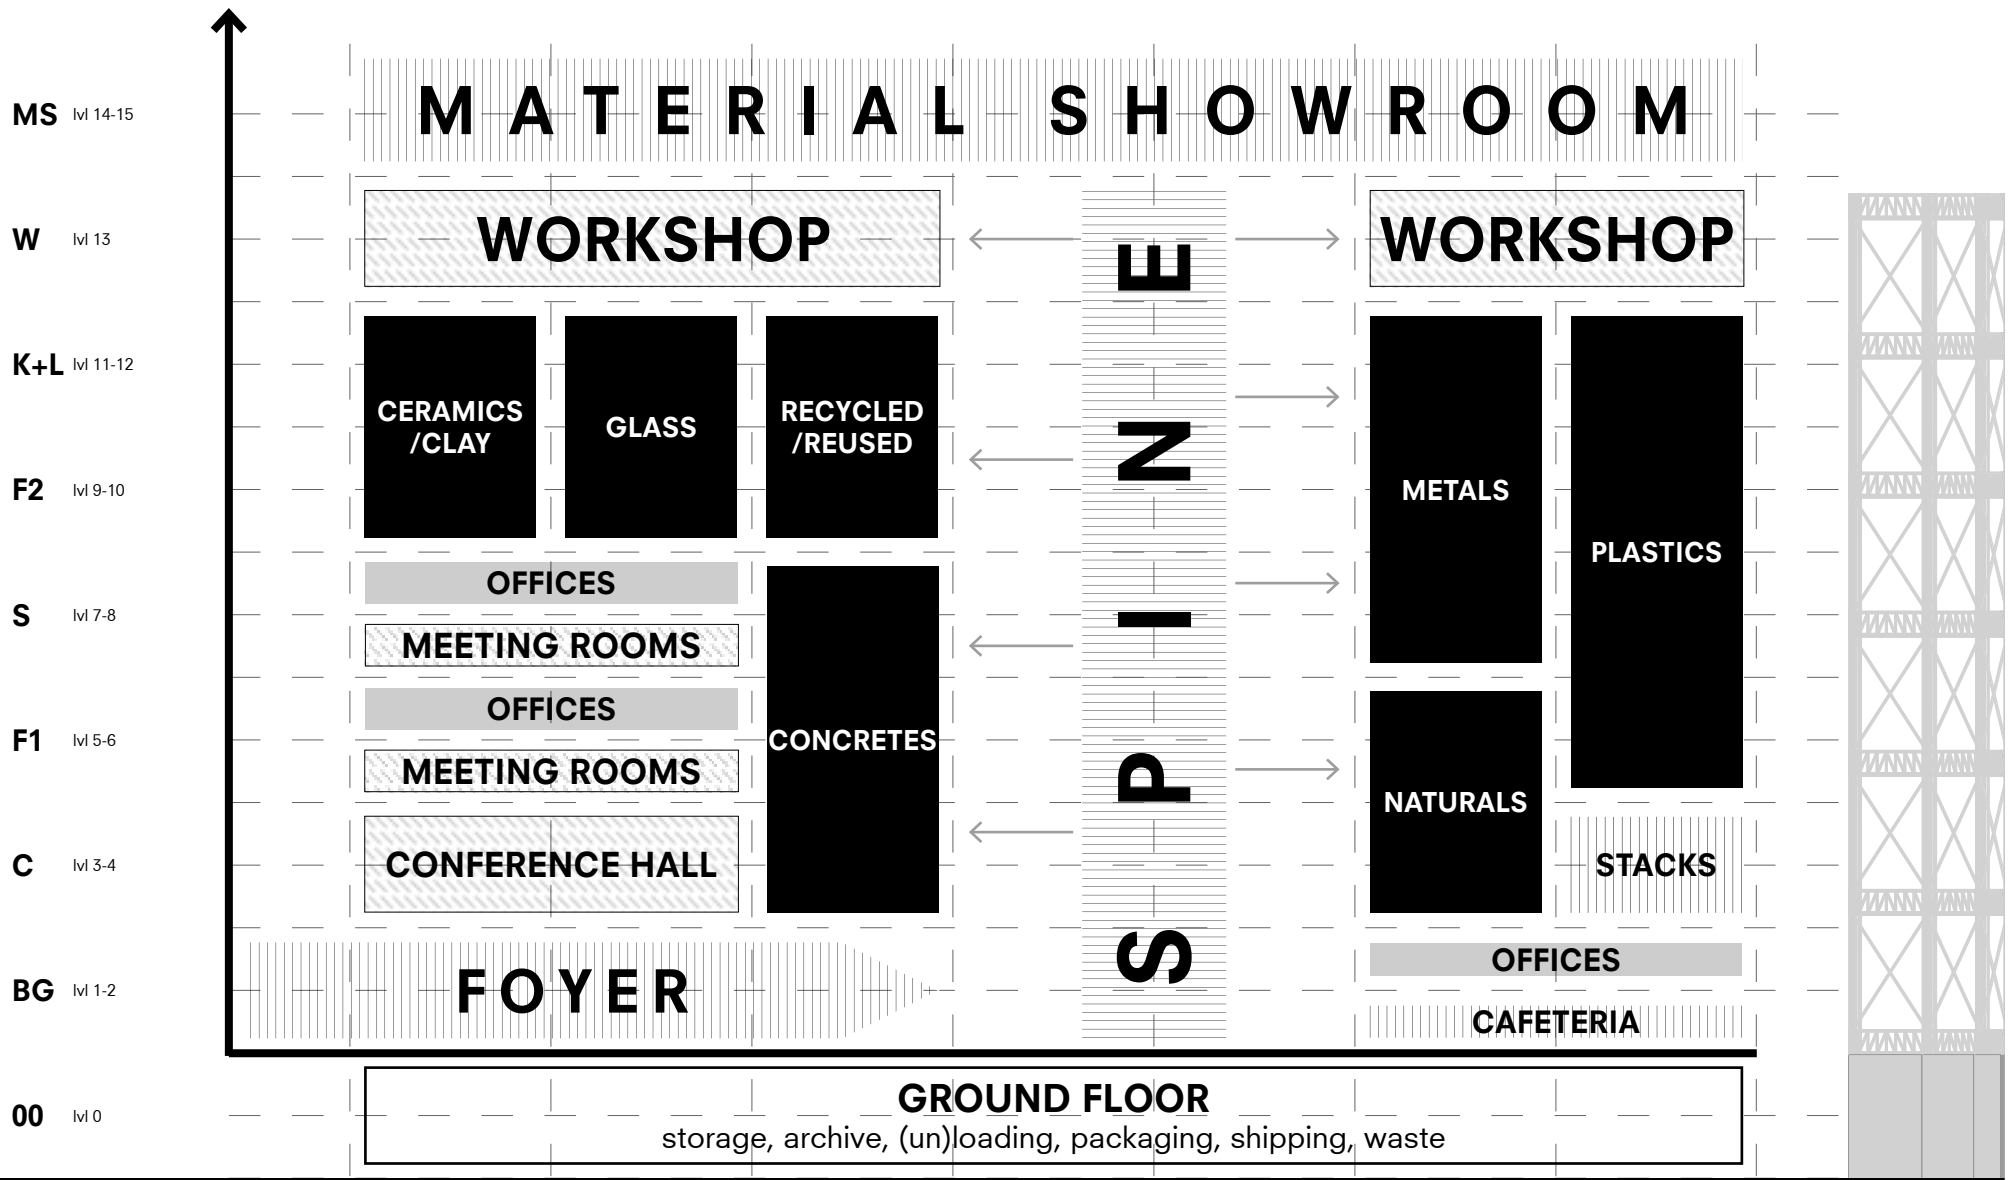 MS lvl 14-15
MATERIAL SHOWROOM
W lvl 13
WORKSHOP
WORKSHOP
K+L lvl 11-12
CERAMICS
/CLAY
GLASS
RECYCLED
/REUSED
SPINE
METALS
PLASTICS
F2 lvl 9-10
OFFICES
S lvl 7-8
MEETING ROOMS
OFFICES
F1 lvl 5-6
CONCRETES
MEETING ROOMS
NATURALS
C lvl 3-4
CONFERENCE HALL
STACKS
BG lvl 1-2
FOYER
OFFICES
CAFETERIA
00 lvl 0
GROUND FLOOR
storage, archive, (un)loading, packaging, shipping, waste